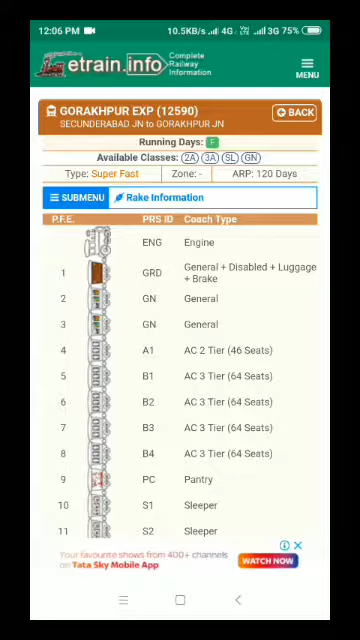 12:06 PM 10.5KB/s 4G VoLTE 3G 75%
etrain.info Complete Railway Information
MENU
GORAKHPUR EXP (12590)
SECUNDERABAD JN to GORAKHPUR JN
BACK
Running Days: F
Available Classes: 2A 3A SL GN
Type: Super Fast Zone: - ARP: 120 Days
SUBMENU Rake Information
P.F.E. PRS ID Coach Type
ENG Engine
1 GRD General + Disabled + Luggage + Brake
2 GN General
3 GN General
4 A1 AC 2 Tier (46 Seats)
5 B1 AC 3 Tier (64 Seats)
6 B2 AC 3 Tier (64 Seats)
7 B3 AC 3 Tier (64 Seats)
8 B4 AC 3 Tier (64 Seats)
9 PC Pantry
10 S1 Sleeper
11 S2 Sleeper
Your favourite shows from 400+ channels
on Tata Sky Mobile App
WATCH NOW